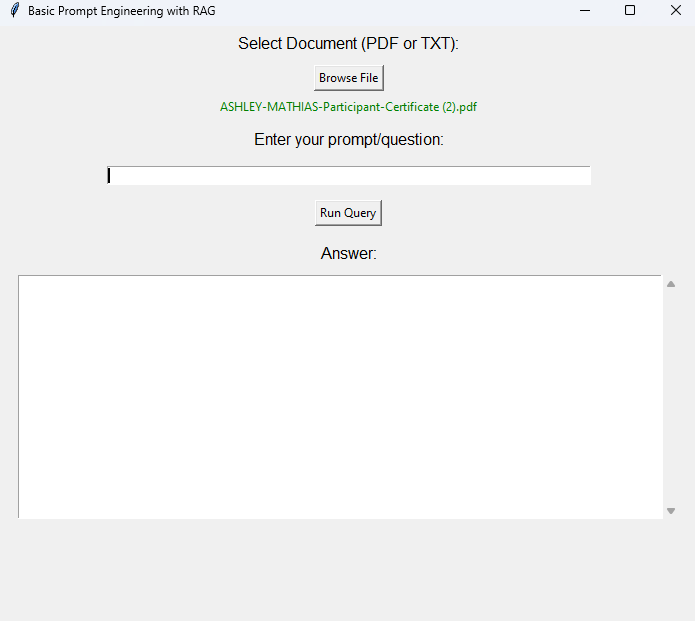 Basic Prompt Engineering with RAG
Select Document (PDF or TXT):
Browse File
ASHLEY-MATHIAS-Participant-Certificate (2).pdf
Enter your prompt/question:
Run Query
Answer: